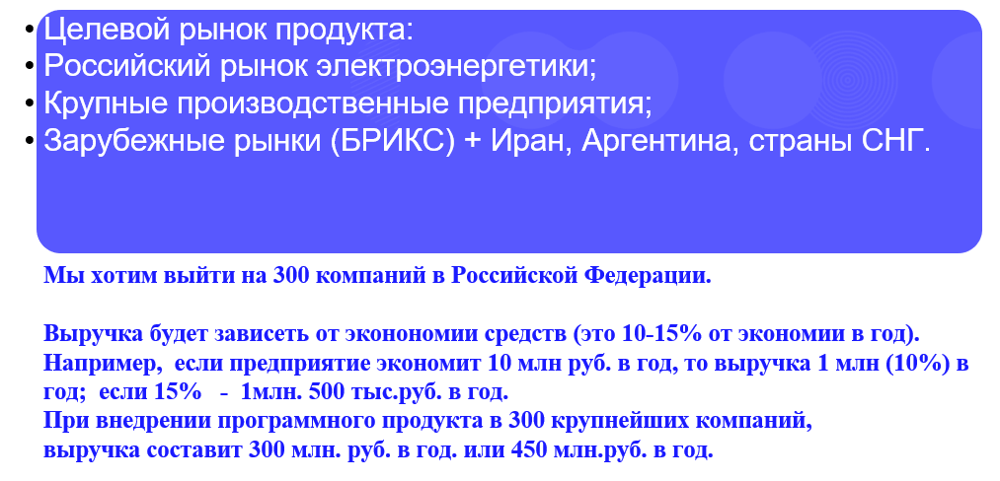 • Целевой рынок продукта:
• Российский рынок электроэнергетики;
• Крупные производственные предприятия;
• Зарубежные рынки (БРИКС) + Иран, Аргентина, страны СНГ.
Мы хотим выйти на 300 компаний в Российской Федерации.
Выручка будет зависеть от эконономии средств (это 10-15% от экономии в год).
Например,  если предприятие экономит 10 млн руб. в год, то выручка 1 млн (10%) в
год;  если 15%   -  1млн. 500 тыс.руб. в год.
При внедрении программного продукта в 300 крупнейших компаний,
выручка составит 300 млн. руб. в год. или 450 млн.руб. в год.